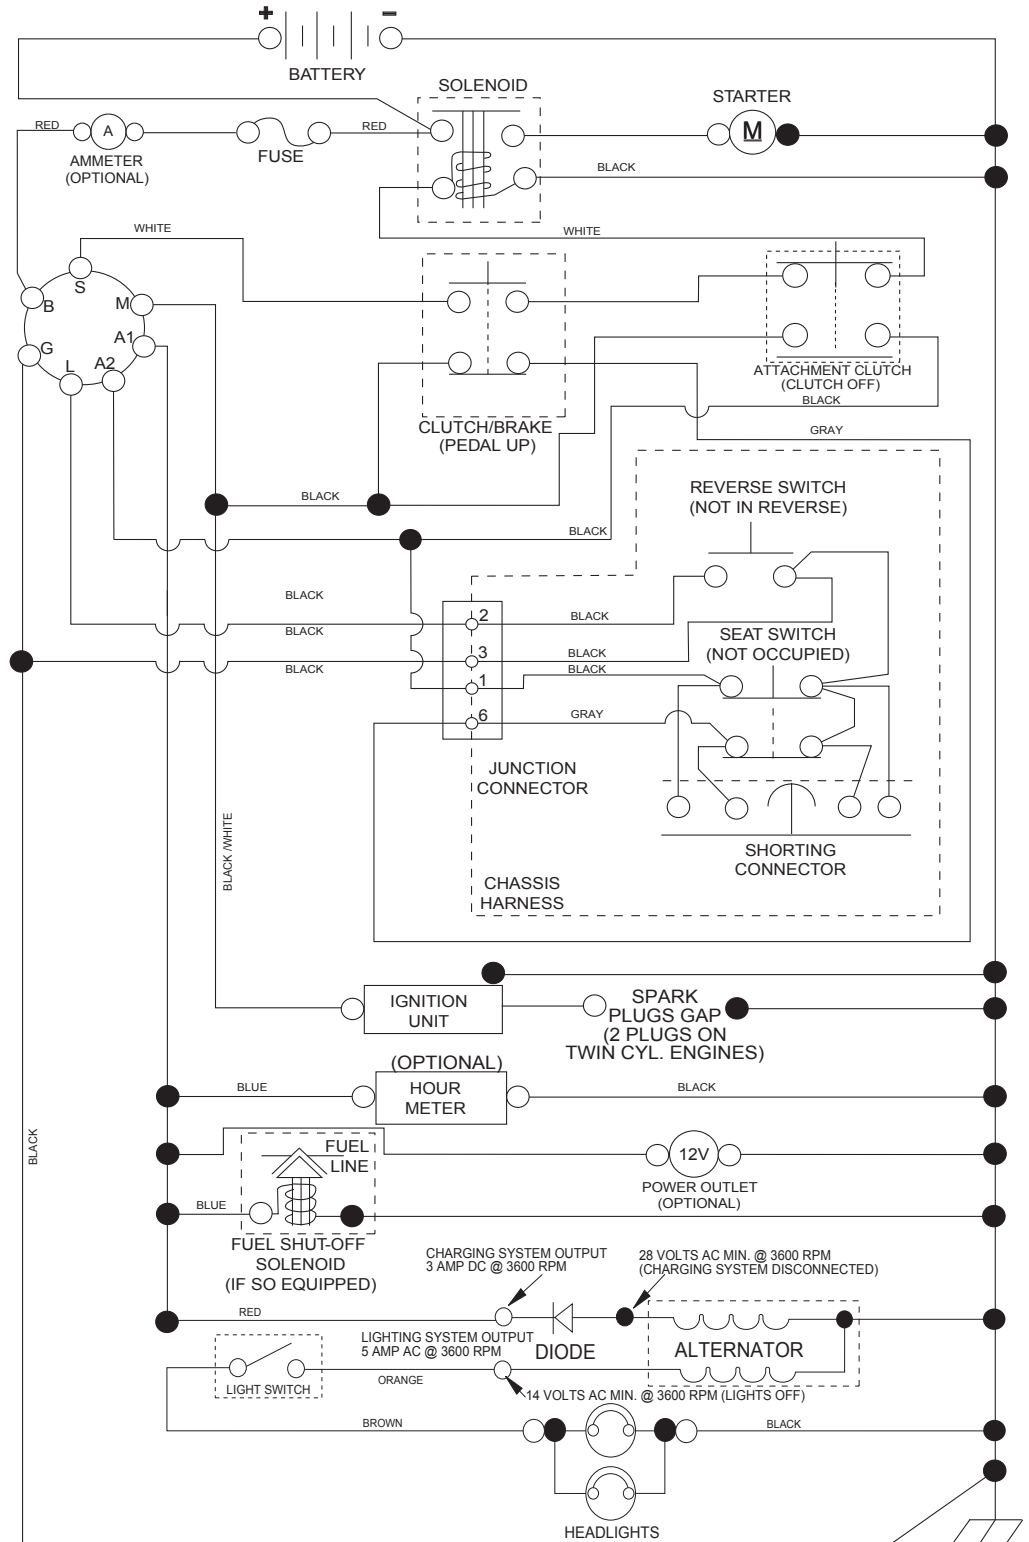 + −
BATTERY
SOLENOID
STARTER
RED
A
RED
M
AMMETER
(OPTIONAL)
FUSE
BLACK
WHITE
WHITE
S
B
M
A1
G
L
A2
ATTACHMENT CLUTCH
(CLUTCH OFF)
BLACK
CLUTCH/BRAKE
(PEDAL UP)
GRAY
REVERSE SWITCH
(NOT IN REVERSE)
BLACK
BLACK
BLACK
2
BLACK
BLACK
SEAT SWITCH
(NOT OCCUPIED)
3
BLACK
BLACK
BLACK
1
6
GRAY
JUNCTION
CONNECTOR
SHORTING
CONNECTOR
BLACK /WHITE
CHASSIS
HARNESS
IGNITION
UNIT
SPARK
PLUGS GAP
(2 PLUGS ON
TWIN CYL. ENGINES)
(OPTIONAL)
HOUR
METER
BLUE
BLACK
BLACK
FUEL
LINE
12V
POWER OUTLET
(OPTIONAL)
BLUE
FUEL SHUT-OFF
SOLENOID
(IF SO EQUIPPED)
CHARGING SYSTEM OUTPUT
3 AMP DC @ 3600 RPM
28 VOLTS AC MIN. @ 3600 RPM
(CHARGING SYSTEM DISCONNECTED)
RED
LIGHTING SYSTEM OUTPUT
5 AMP AC @ 3600 RPM
DIODE
ALTERNATOR
LIGHT SWITCH
ORANGE
14 VOLTS AC MIN. @ 3600 RPM (LIGHTS OFF)
BROWN
BLACK
HEADLIGHTS